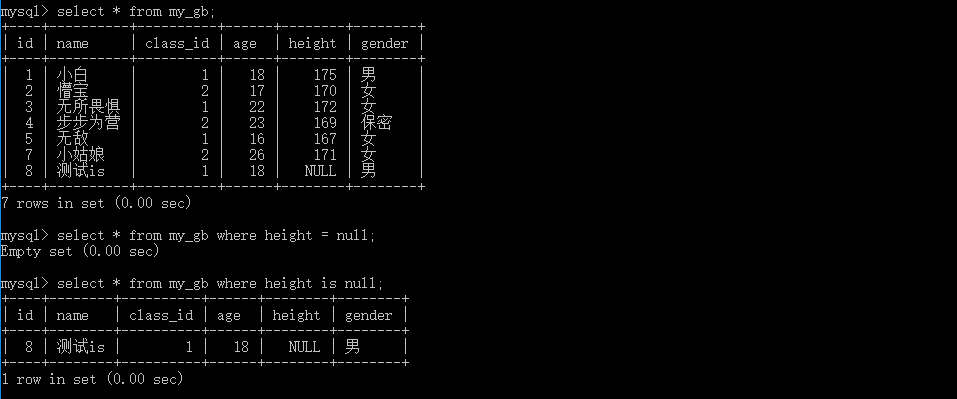 mysql> select * from my_gb;
+----+----------+----------+------+--------+--------+
| id | name | class_id | age | height | gender |
+----+----------+----------+------+--------+--------+
| 1 | 小白 | 1 | 18 | 175 | 男 |
| 2 | 懵宝 | 2 | 17 | 170 | 女 |
| 3 | 无所畏惧 | 1 | 22 | 172 | 女 |
| 4 | 步步为营 | 2 | 23 | 169 | 保密 |
| 5 | 无敌 | 1 | 16 | 167 | 女 |
| 7 | 小姑娘 | 2 | 26 | 171 | 女 |
| 8 | 测试is | 1 | 18 | NULL | 男 |
+----+----------+----------+------+--------+--------+
7 rows in set (0.00 sec)
mysql> select * from my_gb where height = null;
Empty set (0.00 sec)
mysql> select * from my_gb where height is null;
+----+--------+----------+------+--------+--------+
| id | name | class_id | age | height | gender |
+----+--------+----------+------+--------+--------+
| 8 | 测试is | 1 | 18 | NULL | 男 |
+----+--------+----------+------+--------+--------+
1 row in set (0.00 sec)